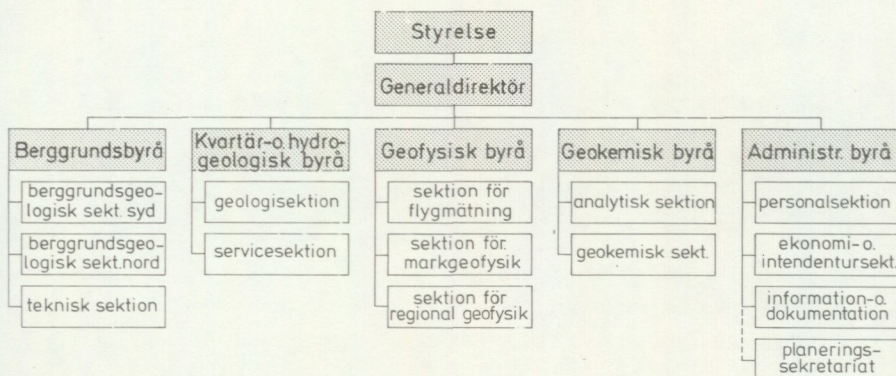 Styrelse
Generaldirektör
Berggrundsbyrå
berggrundsgeo-
logisk sekt. syd
berggrundsgeo-
logisk sekt.nord
teknisk sektion
Kvartär-o.hydro-
geologisk byrå
geologisektion
servicesektion
Geofysisk byrå
sektion för
flygmätning
sektion för
markgeofysik
sektion för
regional geofysik
Geokemisk byrå
analytisk sektion
geokemisk sekt.
Administr. byrå
personalsektion
ekonomi-o.
intendentursekt.
information-o.
dokumentation
planerings-
sekretariat